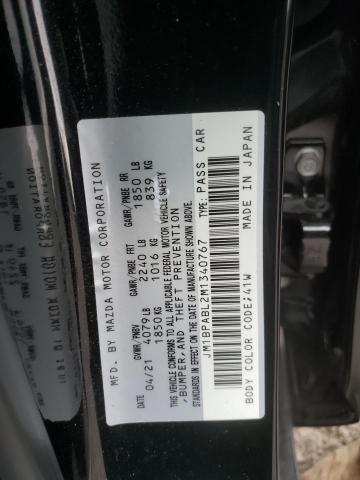 MFD. BY MAZDA MOTOR CORPORATION
DATE GVWR/PNBV GAWR/PNBE FRT GAWR/PNBE RR
04/21 4079 LB 2240 LB 1850 LB
1850 KG 1016 KG 839 KG
THIS VEHICLE CONFORMS TO ALL APPLICABLE FEDERAL MOTOR VEHICLE SAFETY
, BUMPER, AND THEFT PREVENTION
STANDARDS IN EFFECT ON THE DATE OF MANUFACTURE SHOWN ABOVE.
JM1BPABL2M1340767 TYPE: PASS CAR
BODY COLOR CODE;41W MADE IN JAPAN